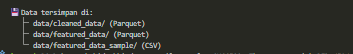 💾 Data tersimpan di:
├─ data/cleaned_data/ (Parquet)
├─ data/featured_data/ (Parquet)
└─ data/featured_data_sample/ (CSV)